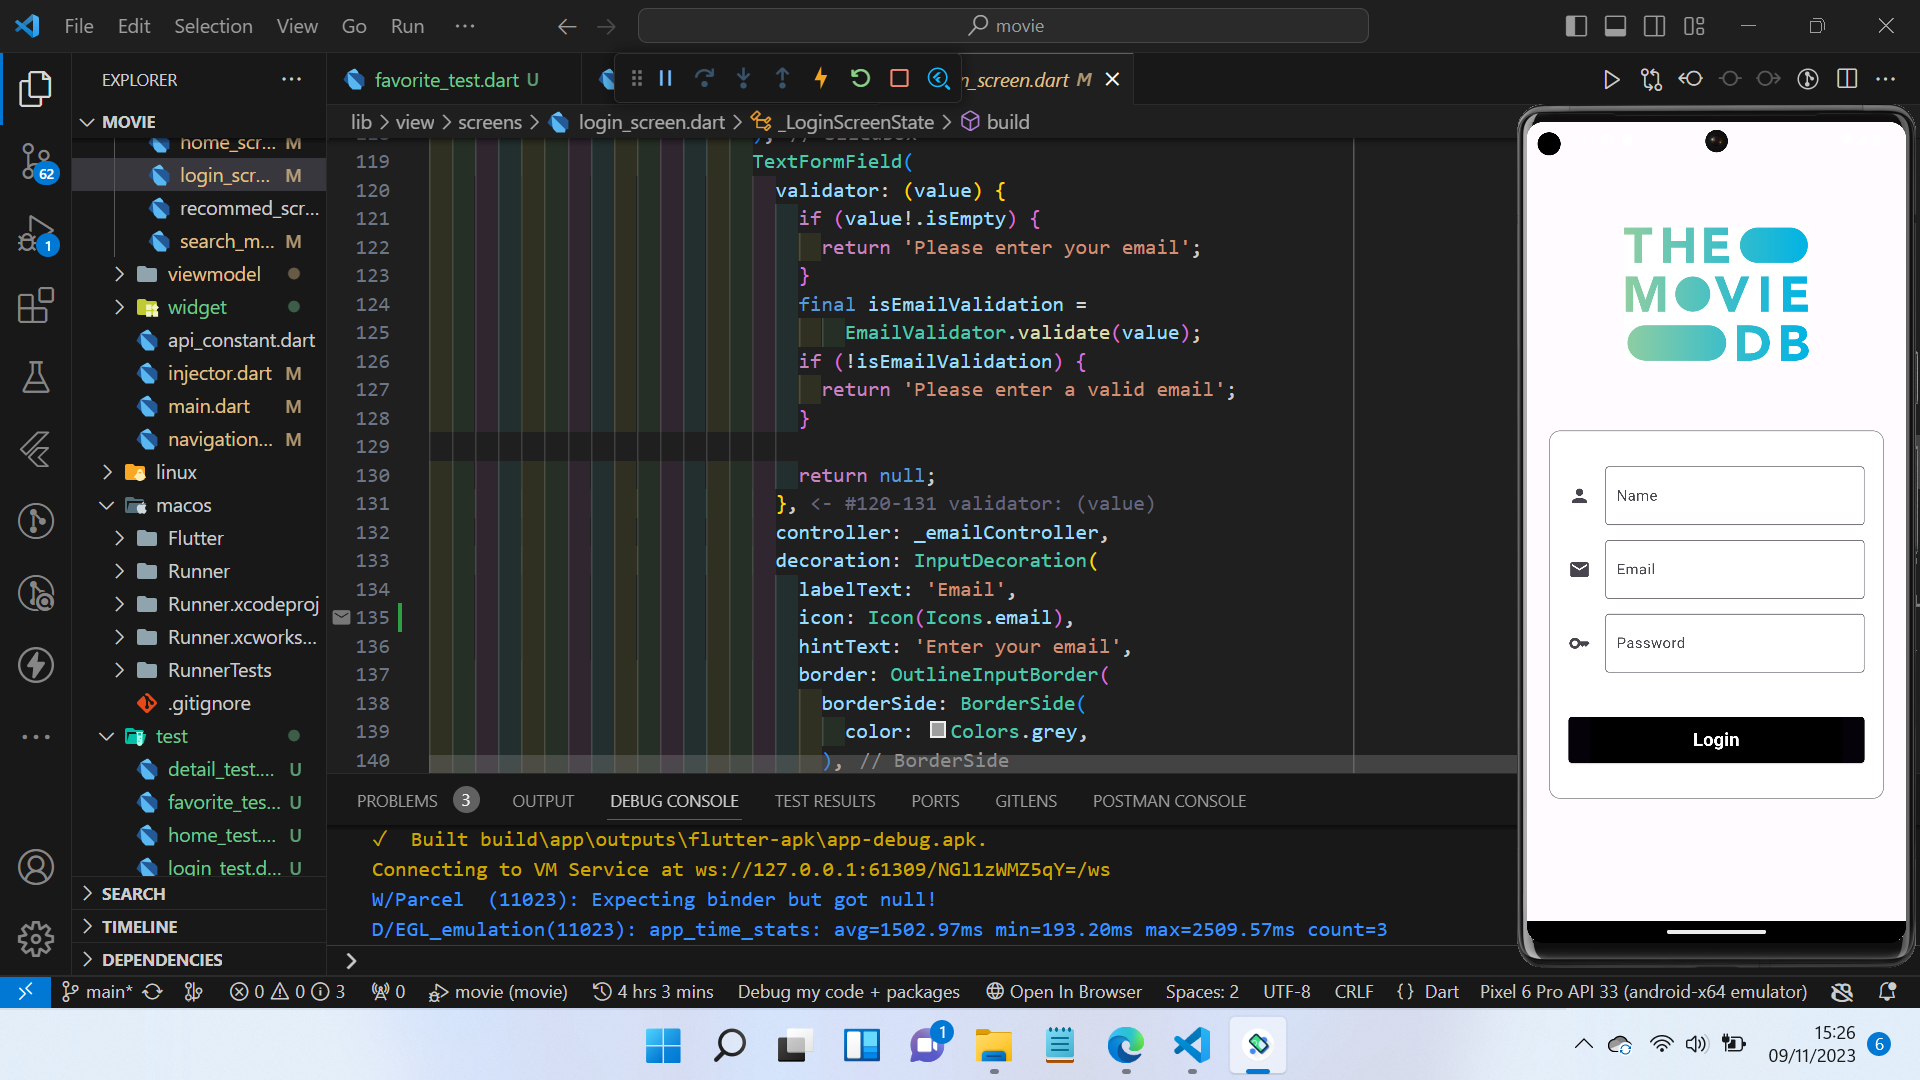 File Edit Selection View Go Run ···
movie
EXPLORER ···
favorite_test.dart U
n_screen.dart M
MOVIE
lib > view > screens > login_screen.dart > _LoginScreenState > build
home_scr... M
login_scr... M
recommed_scr...
search_m... M
viewmodel
widget
api_constant.dart
injector.dart M
main.dart M
navigation... M
linux
macos
Flutter
Runner
Runner.xcodeproj
Runner.xcworks...
RunnerTests
.gitignore
test
detail_test.... U
favorite_tes... U
home_test.... U
login_test.d... U
SEARCH
TIMELINE
DEPENDENCIES
62
1
119 TextFormField(
120 validator: (value) {
121 if (value!.isEmpty) {
122 return 'Please enter your email';
123 }
124 final isEmailValidation =
125 EmailValidator.validate(value);
126 if (!isEmailValidation) {
127 return 'Please enter a valid email';
128 }
129
130 return null;
131 }, <- #120-131 validator: (value)
132 controller: _emailController,
133 decoration: InputDecoration(
134 labelText: 'Email',
135 icon: Icon(Icons.email),
136 hintText: 'Enter your email',
137 border: OutlineInputBorder(
138 borderSide: BorderSide(
139 color: Colors.grey,
140 ), // BorderSide
PROBLEMS 3 OUTPUT DEBUG CONSOLE TEST RESULTS PORTS GITLENS POSTMAN CONSOLE
✓ Built build\app\outputs\flutter-apk\app-debug.apk.
Connecting to VM Service at ws://127.0.0.1:61309/NGl1zWMZ5qY=/ws
W/Parcel (11023): Expecting binder but got null!
D/EGL_emulation(11023): app_time_stats: avg=1502.97ms min=193.20ms max=2509.57ms count=3
>
THE
MOVIE
DB
Name
Email
Password
Login
main* 0 0 3 0 movie (movie) 4 hrs 3 mins Debug my code + packages Open In Browser Spaces: 2 UTF-8 CRLF {} Dart Pixel 6 Pro API 33 (android-x64 emulator)
1
15:26
09/11/2023
6